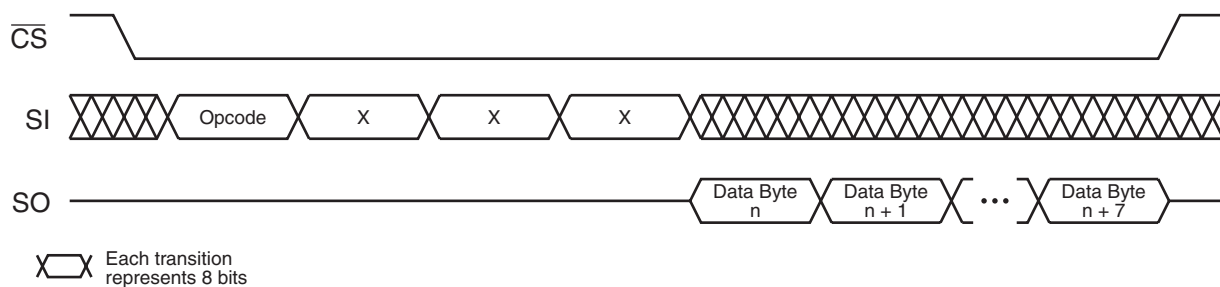 CS
SI
Opcode
X
X
X
SO
Data Byte
n
Data Byte
n + 1
•••
Data Byte
n + 7
Each transition
represents 8 bits